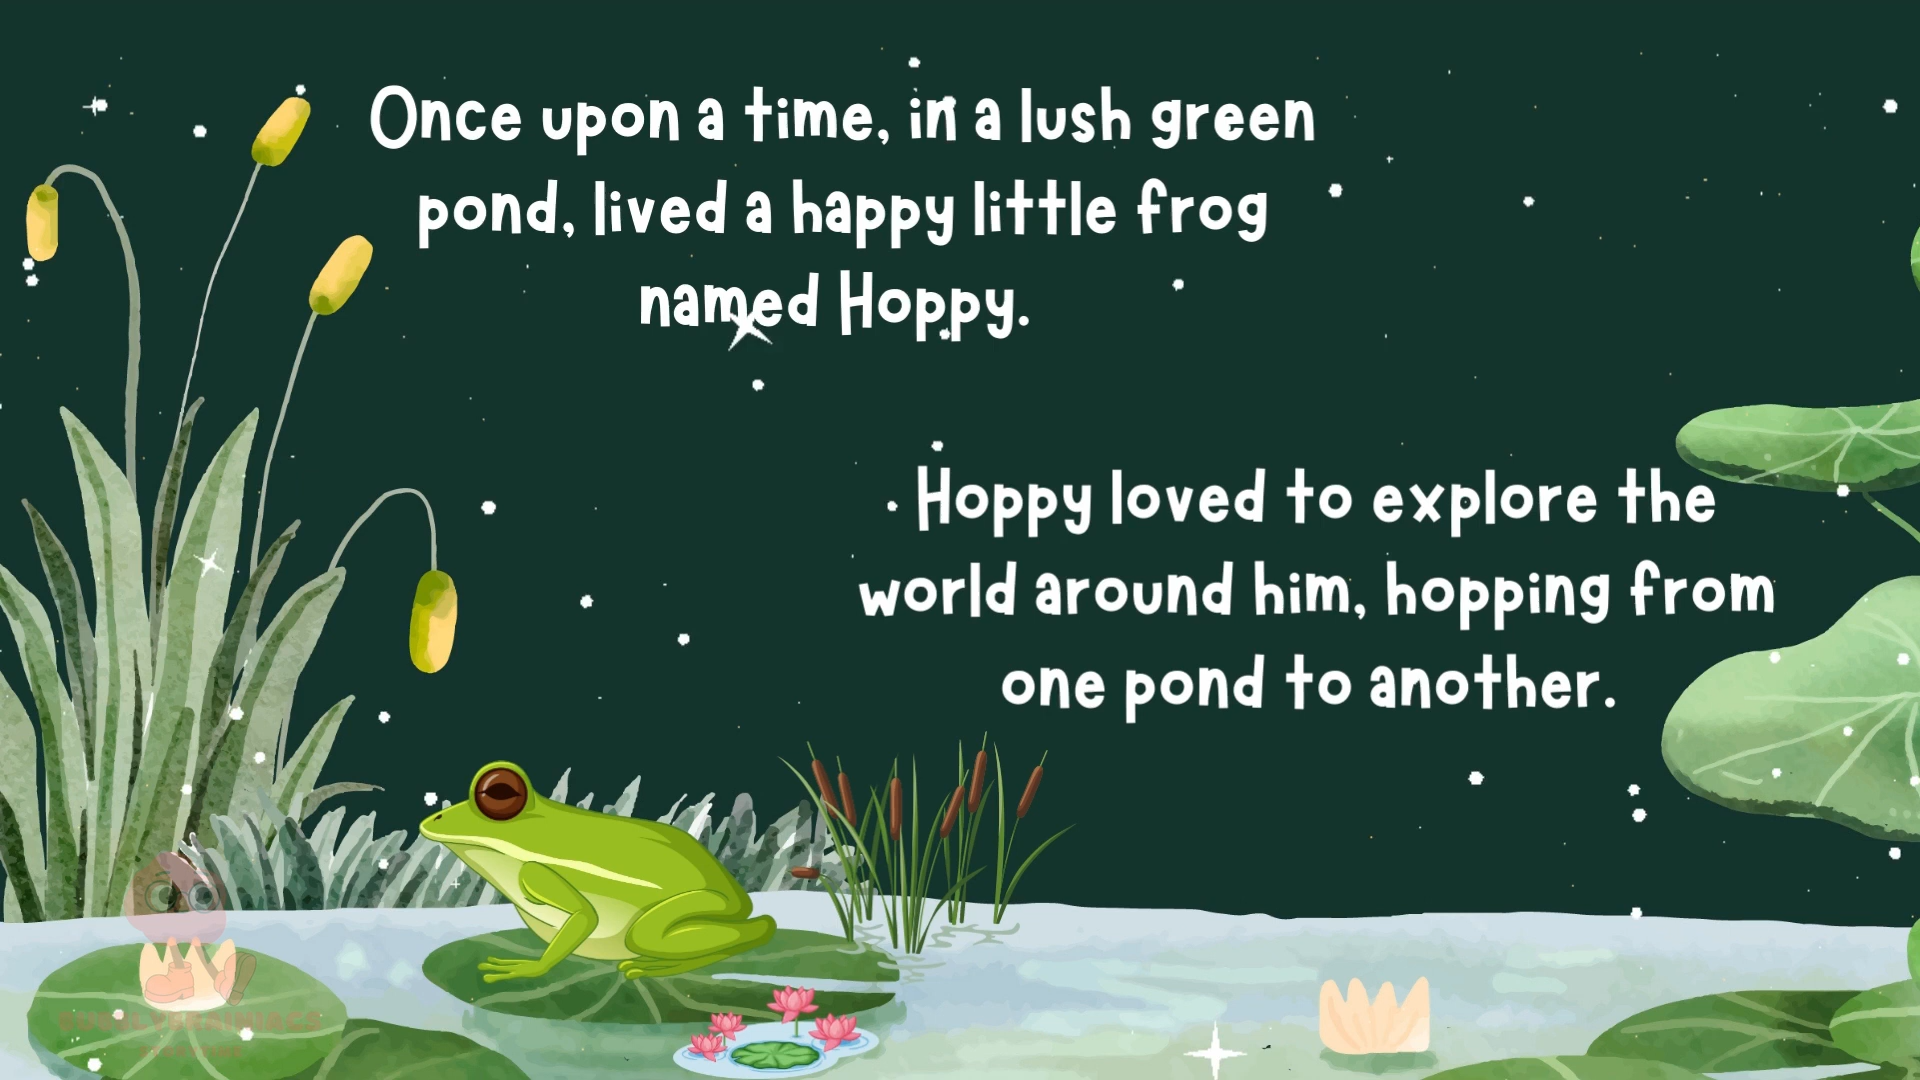 Once upon a time, in a lush green
pond, lived a happy little frog
named Hoppy.
Hoppy loved to explore the
world around him, hopping from
one pond to another.
BUBBLYBRAINIACS